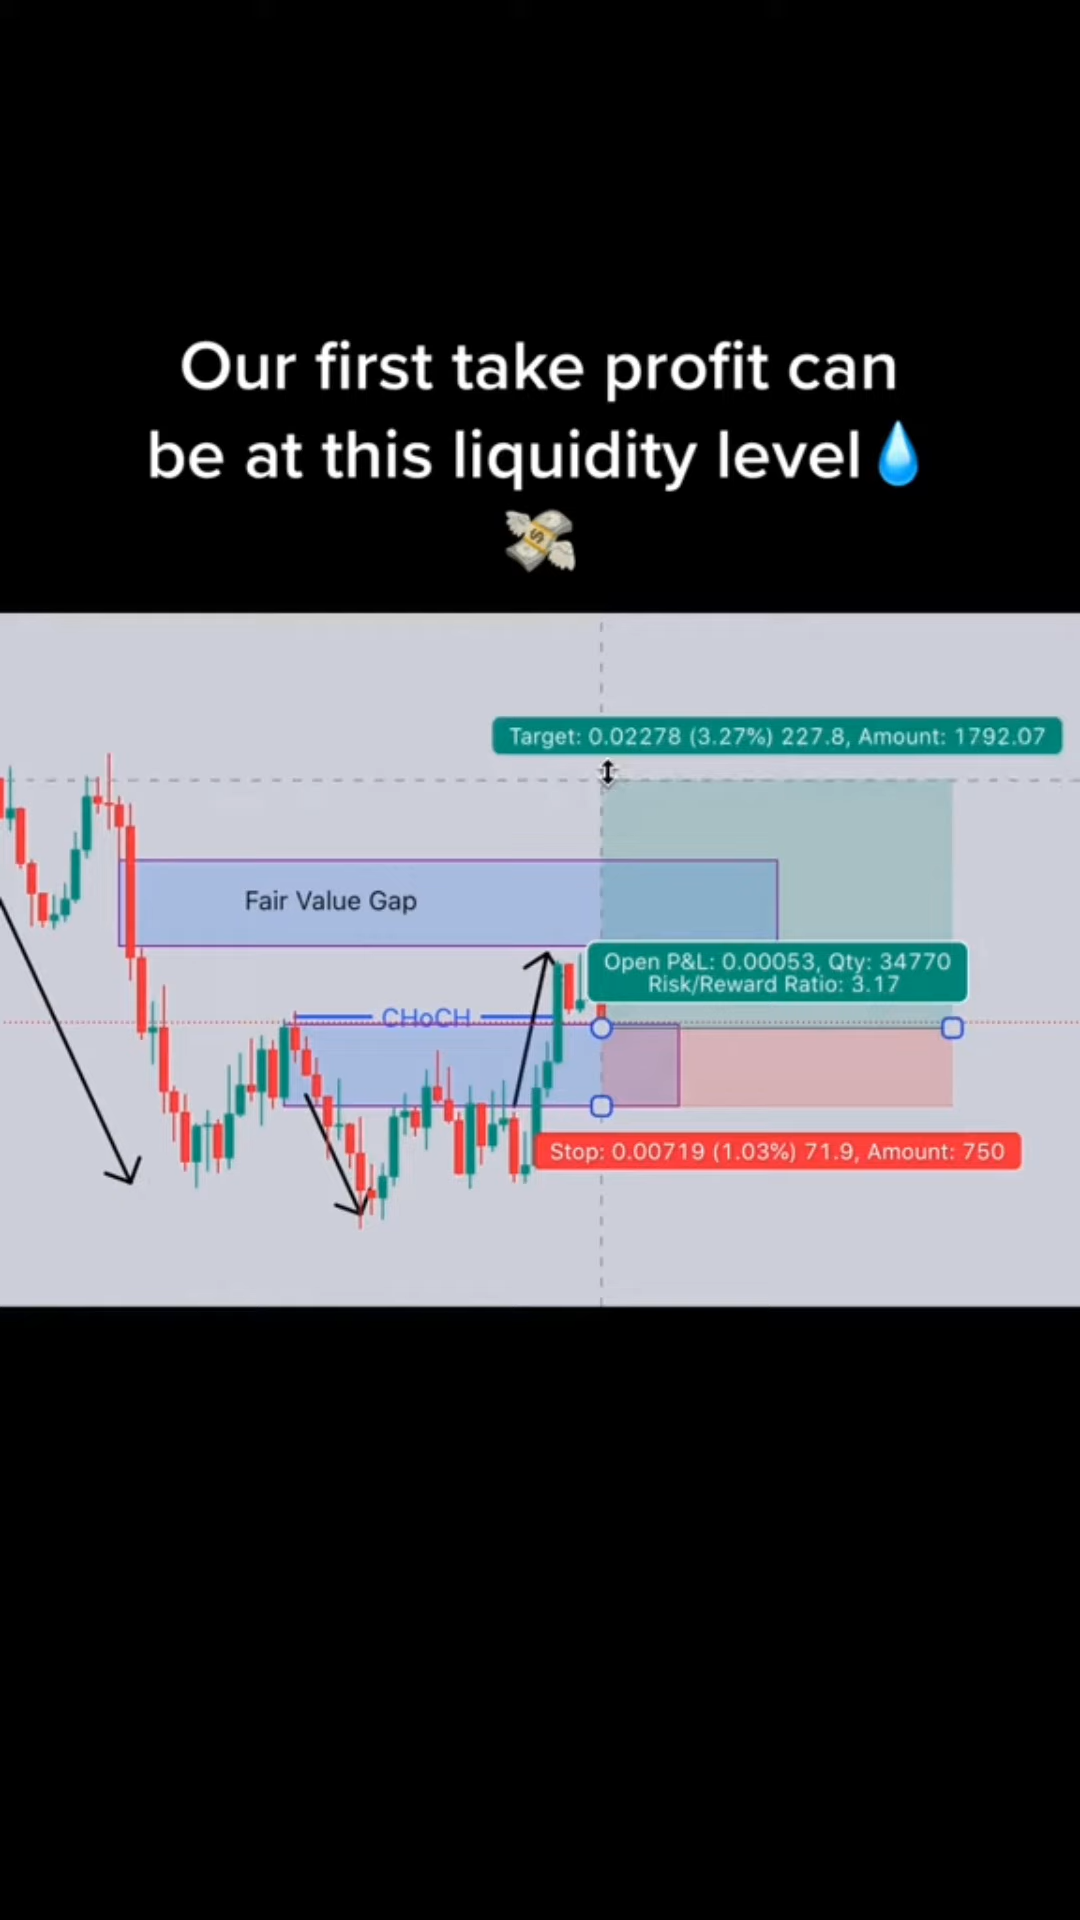 Our first take profit can
be at this liquidity level💧
💸
Target: 0.02278 (3.27%) 227.8, Amount: 1792.07
Fair Value Gap
Open P&L: 0.00053, Qty: 34770
Risk/Reward Ratio: 3.17
CHoCH
Stop: 0.00719 (1.03%) 71.9, Amount: 750